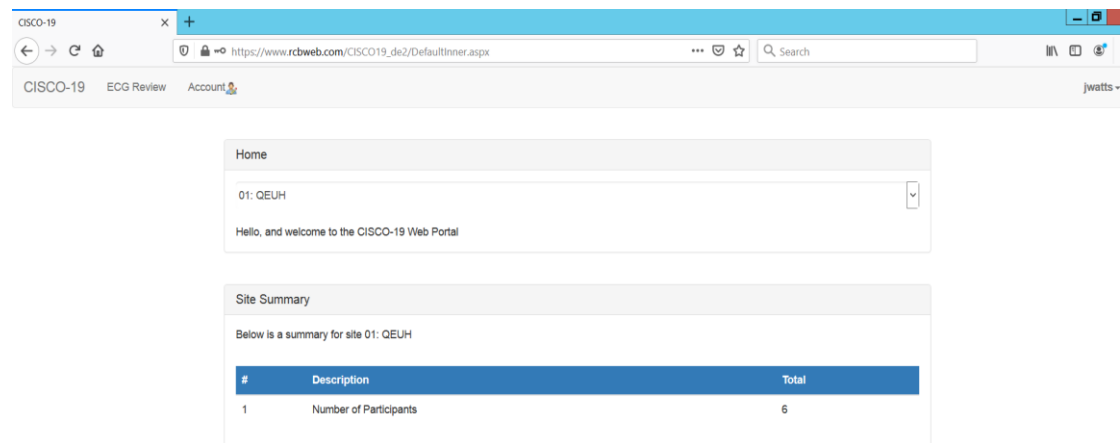 CISCO-19
https://www.rcbweb.com/CISCO19_de2/DefaultInner.aspx
Search
CISCO-19 ECG Review Account jwatts
Home
01: QEUH
Hello, and welcome to the CISCO-19 Web Portal
Site Summary
Below is a summary for site 01: QEUH
# Description Total
1 Number of Participants 6